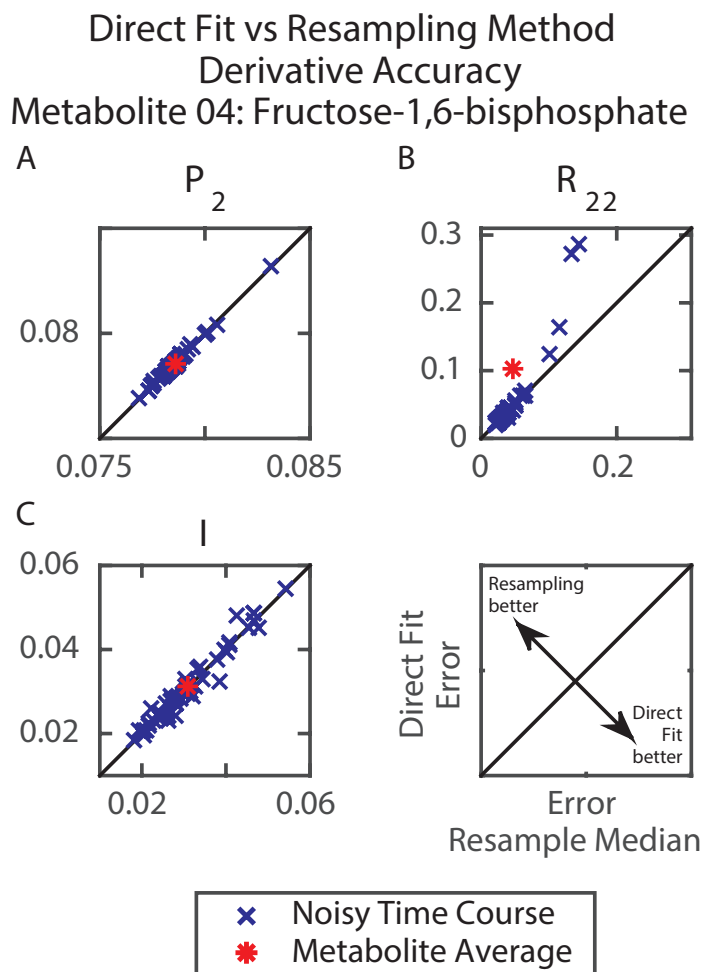 Direct Fit vs Resampling Method
Derivative Accuracy
Metabolite 04: Fructose-1,6-bisphosphate
A
P 2
0.08
0.075
0.085
B
R 22
0.3
0.2
0.1
0
0
0.2
C
I
0.06
0.04
0.02
0.02
0.06
Resampling
better
Direct
Fit
better
Direct Fit
Error
Error
Resample Median
Noisy Time Course
Metabolite Average